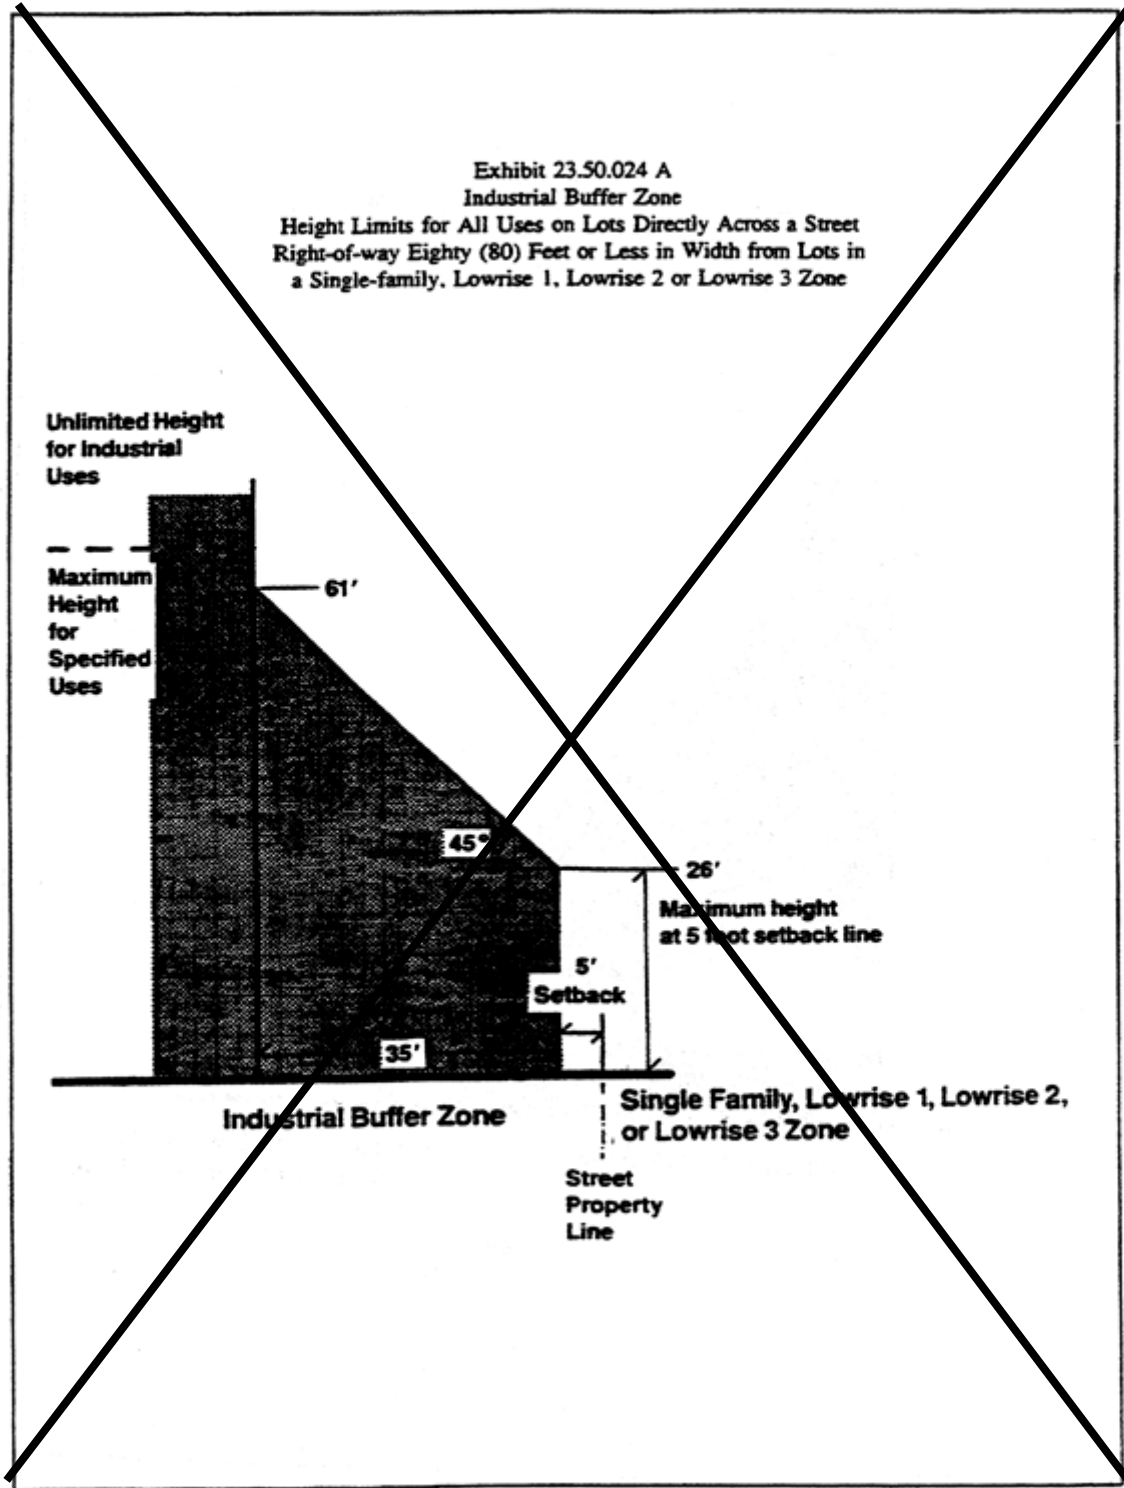 Exhibit 23.50.024 A
Industrial Buffer Zone
Height Limits for All Uses on Lots Directly Across a Street
Right-of-way Eighty (80) Feet or Less in Width from Lots in
a Single-family, Lowrise 1, Lowrise 2 or Lowrise 3 Zone
Unlimited Height
for Industrial
Uses
Maximum
Height
for
Specified
Uses
61'
45°
26'
Maximum height
at 5 foot setback line
5'
Setback
35'
Industrial Buffer Zone
Single Family, Lowrise 1, Lowrise 2,
or Lowrise 3 Zone
Street
Property
Line